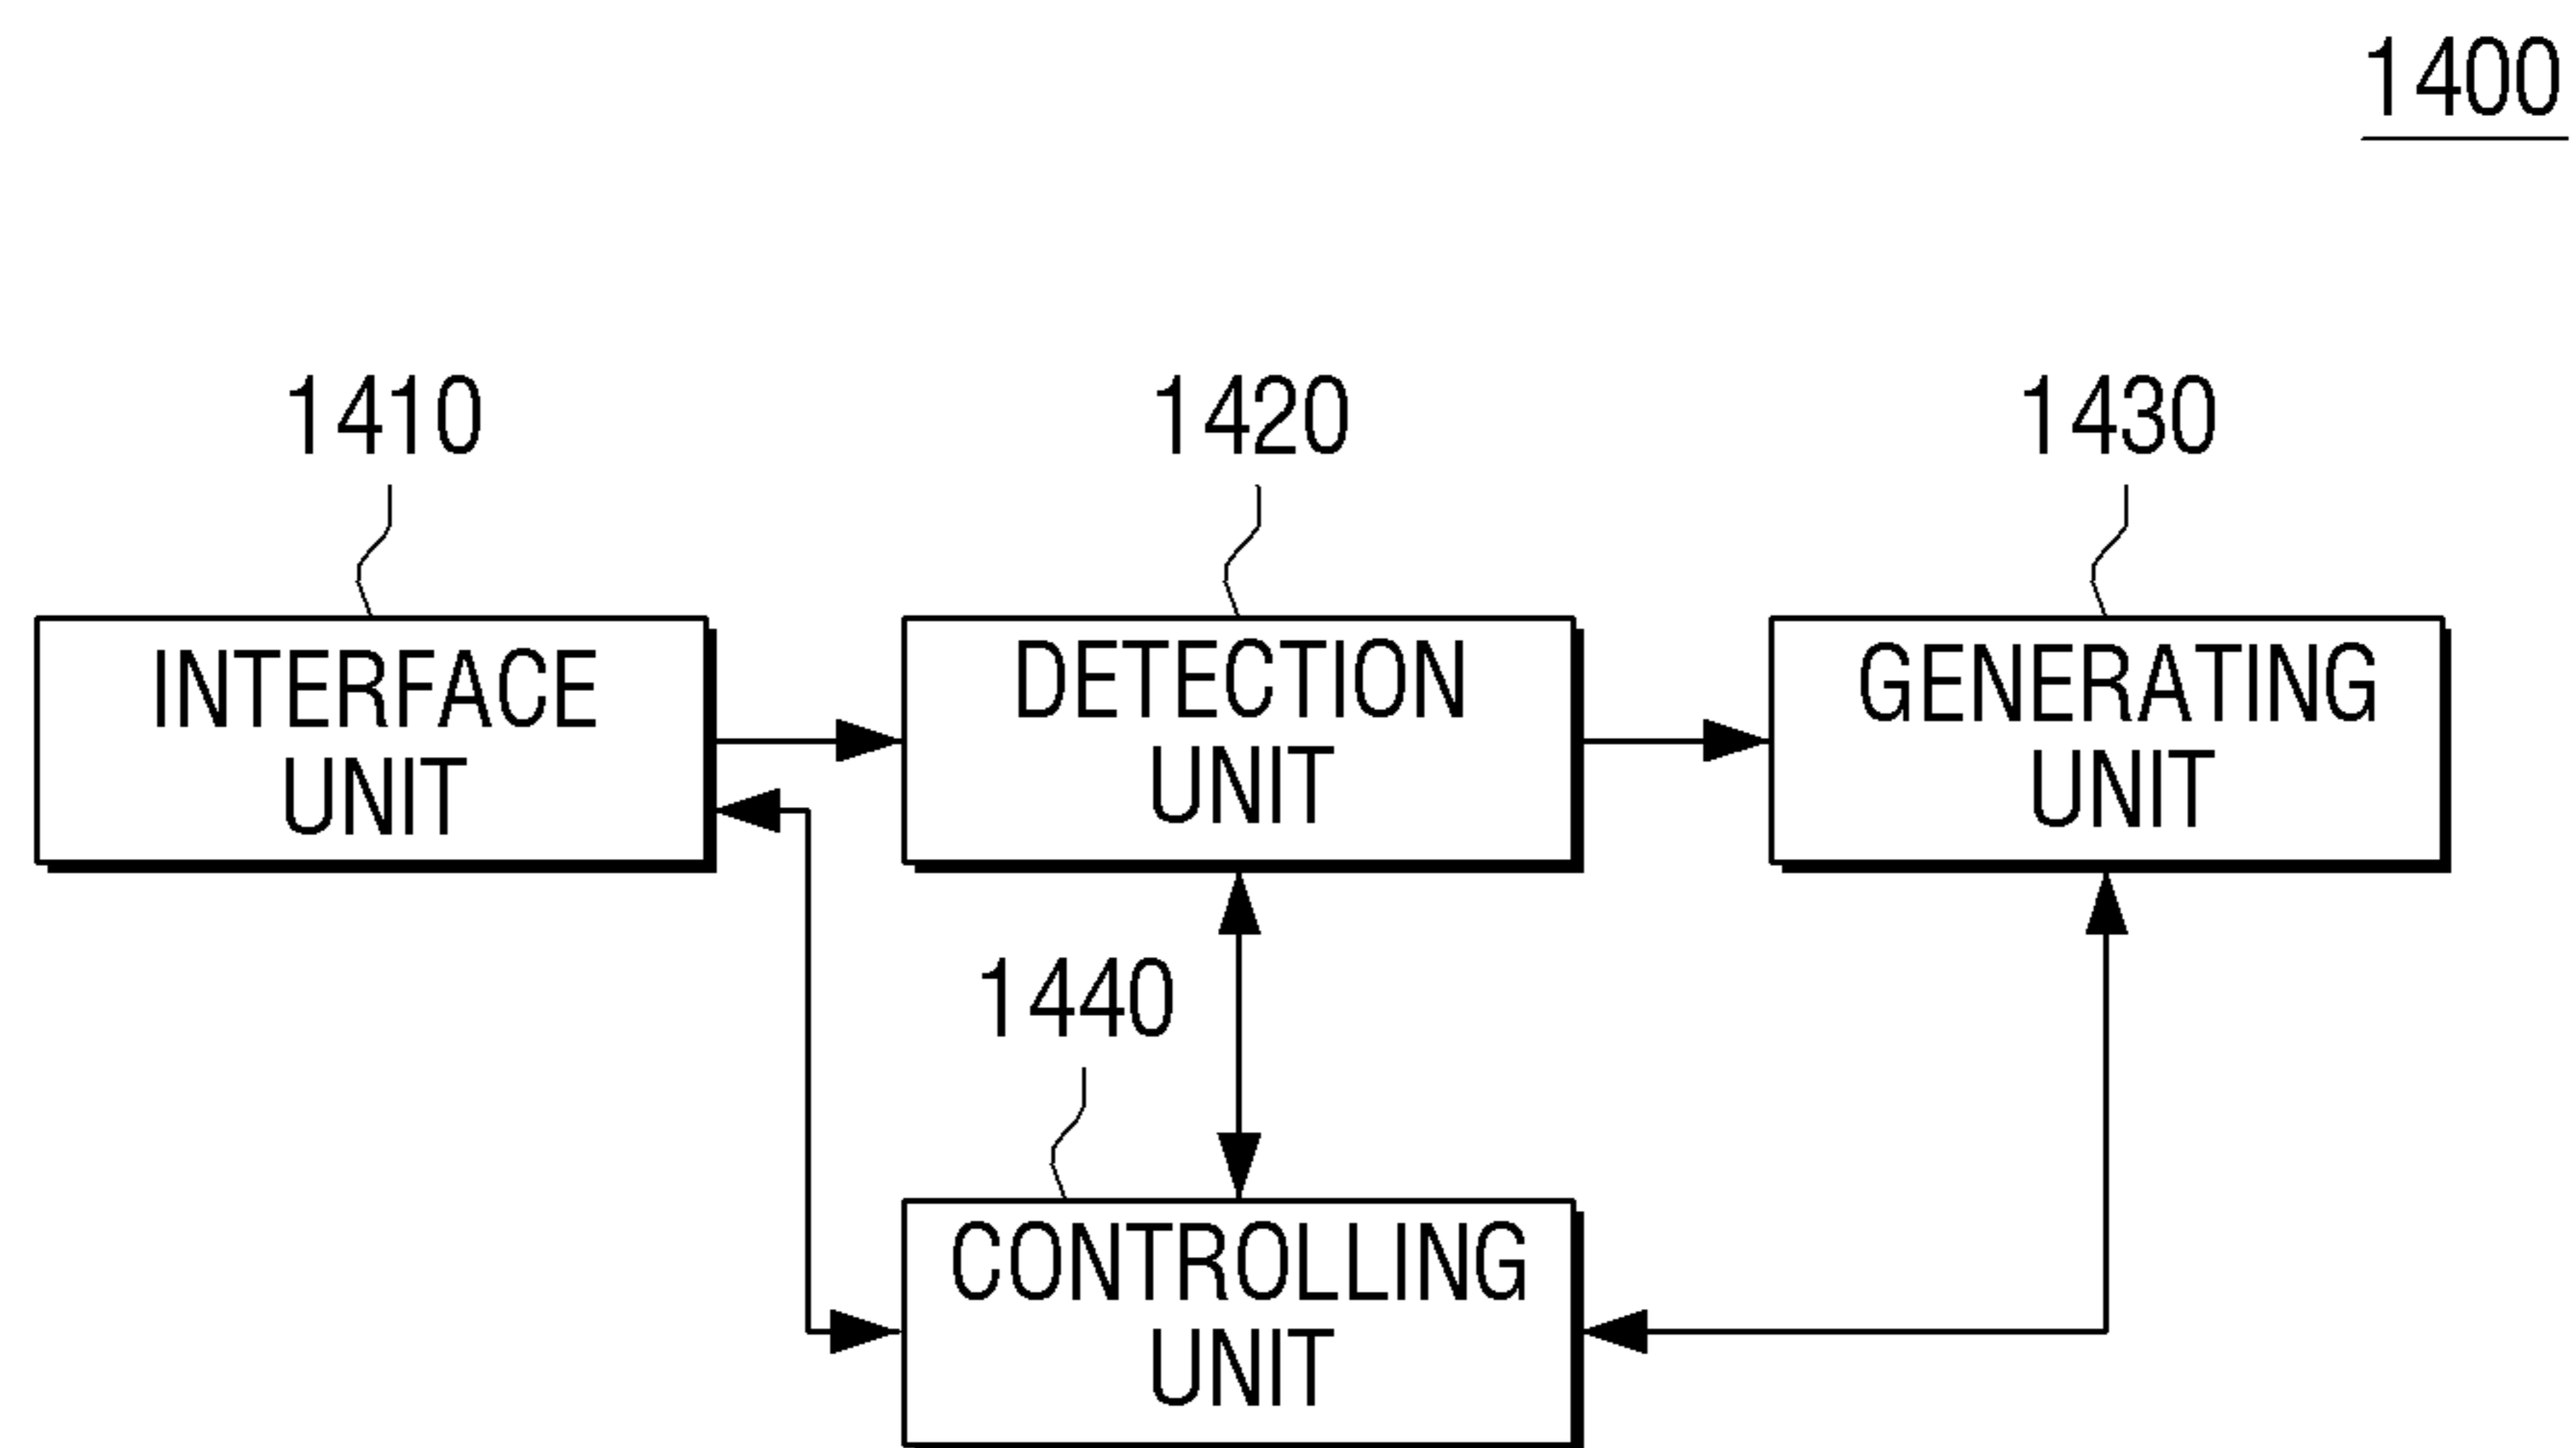 1400
1410
1420
1430
INTERFACE
UNIT
DETECTION
UNIT
GENERATING
UNIT
1440
CONTROLLING
UNIT